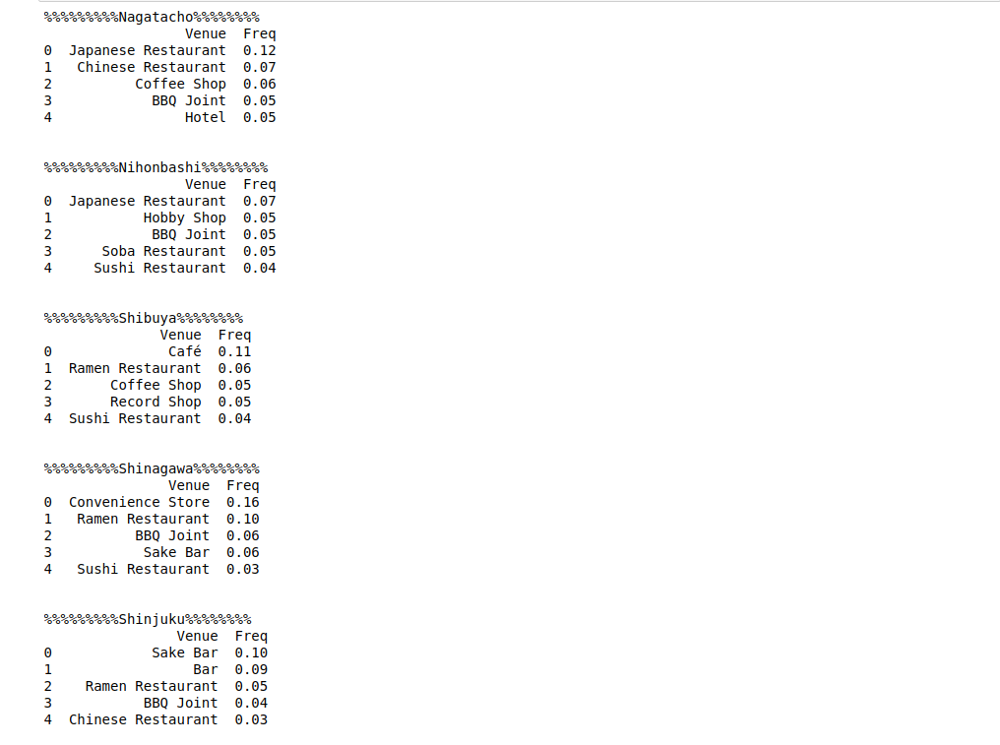 %%%%%%%%%Nagatacho%%%%%%%%
Venue  Freq
0  Japanese Restaurant  0.12
1   Chinese Restaurant  0.07
2          Coffee Shop  0.06
3            BBQ Joint  0.05
4                Hotel  0.05
%%%%%%%%%Nihonbashi%%%%%%%%
Venue  Freq
0  Japanese Restaurant  0.07
1           Hobby Shop  0.05
2            BBQ Joint  0.05
3      Soba Restaurant  0.05
4     Sushi Restaurant  0.04
%%%%%%%%%Shibuya%%%%%%%%
Venue  Freq
0              Café  0.11
1  Ramen Restaurant  0.06
2       Coffee Shop  0.05
3       Record Shop  0.05
4  Sushi Restaurant  0.04
%%%%%%%%%Shinagawa%%%%%%%%
Venue  Freq
0  Convenience Store  0.16
1   Ramen Restaurant  0.10
2          BBQ Joint  0.06
3           Sake Bar  0.06
4   Sushi Restaurant  0.03
%%%%%%%%%Shinjuku%%%%%%%%
Venue  Freq
0            Sake Bar  0.10
1                 Bar  0.09
2    Ramen Restaurant  0.05
3           BBQ Joint  0.04
4  Chinese Restaurant  0.03